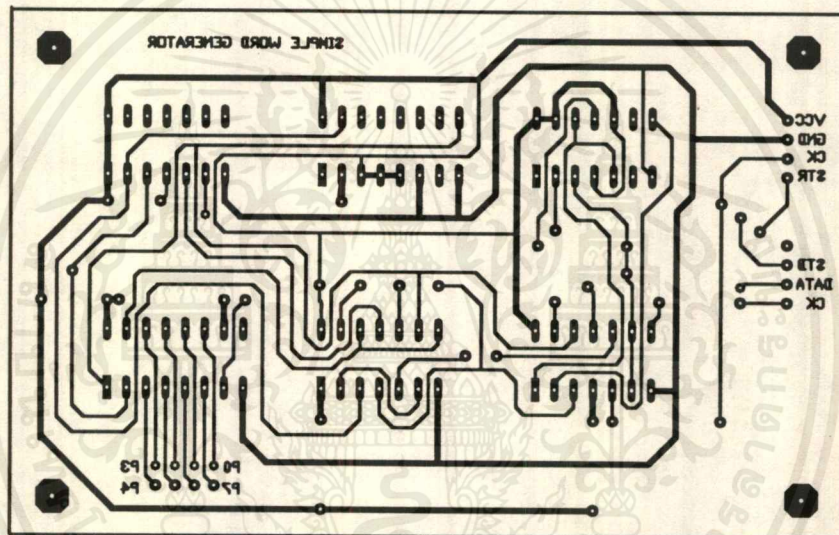 SIMPLE WORD GENERATOR
VCC
GND
CK
STR
STB
DATA
CK
P3 P0
P4 P7